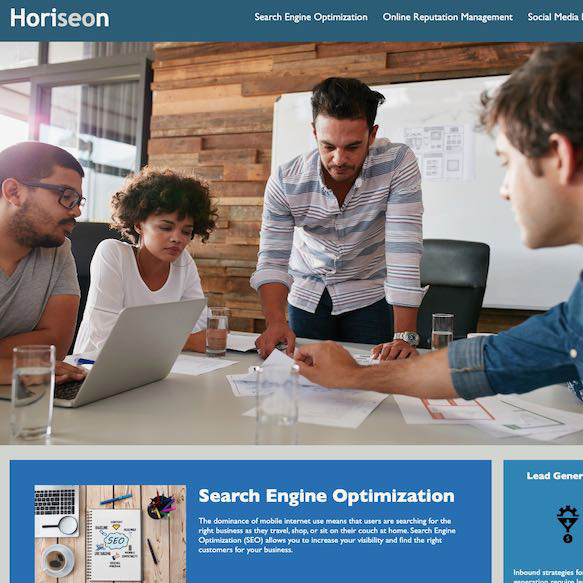 Horiseon
Search Engine Optimization Online Reputation Management Social Media
Search Engine Optimization
The dominance of mobile internet use means that users are searching for the
right business as they travel, shop, or sit on their couch at home. Search Engine
Optimization (SEO) allows you to increase your visibility and find the right
customers for your business.
SEO
Lead Gener
Inbound strategies fo
generation require le